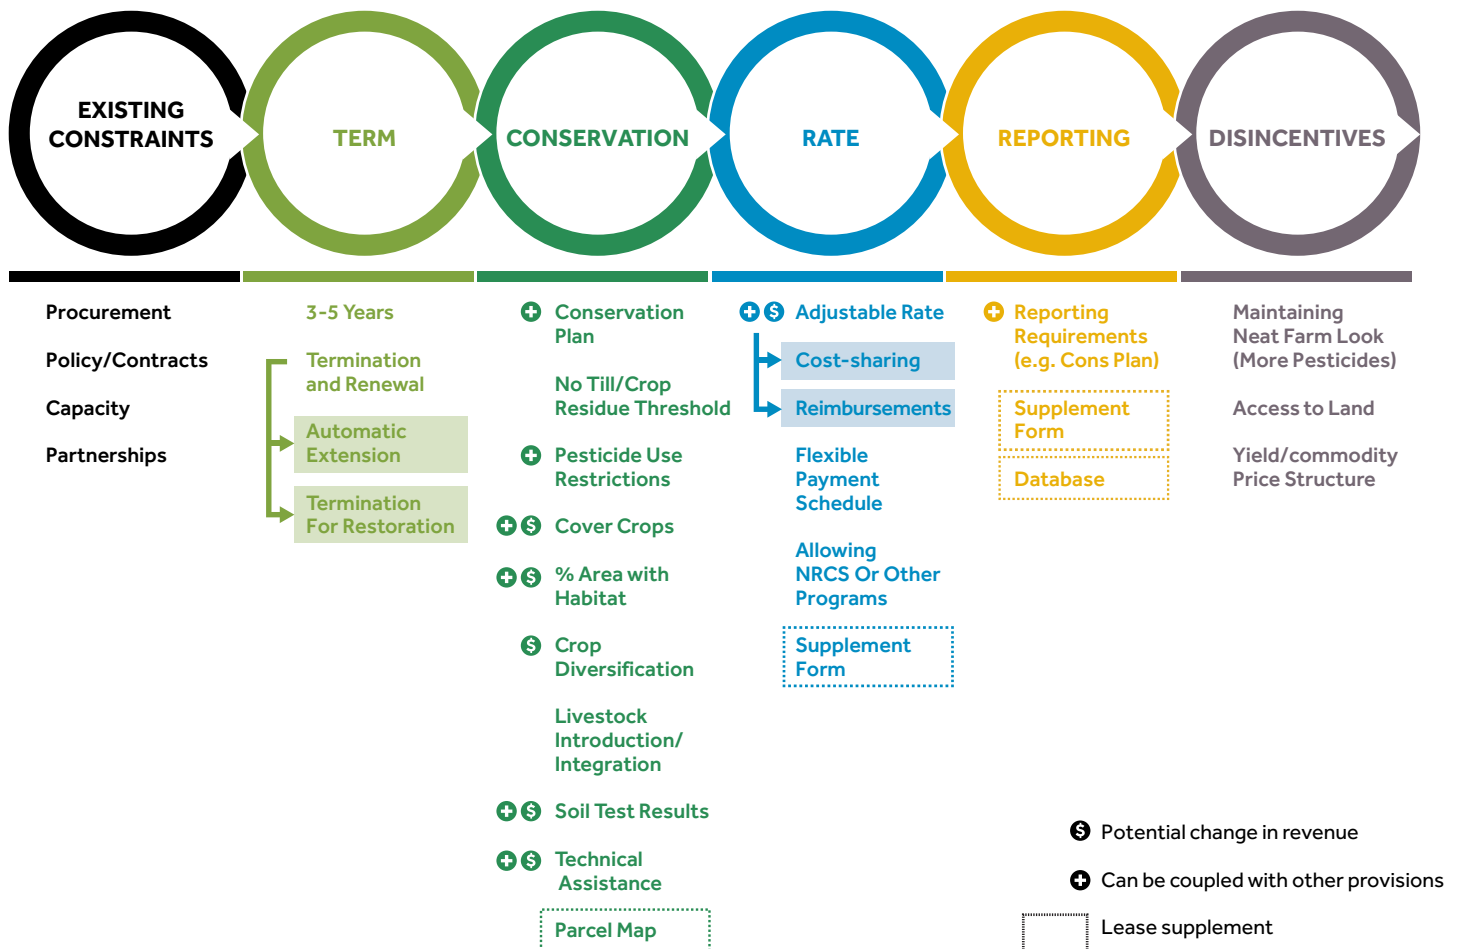 EXISTING
CONSTRAINTS
TERM
CONSERVATION
RATE
REPORTING
DISINCENTIVES
Procurement
Policy/Contracts
Capacity
Partnerships
3-5 Years
Termination
and Renewal
Automatic
Extension
Termination
For Restoration
Conservation
Plan
No Till/Crop
Residue Threshold
Pesticide Use
Restrictions
$ Cover Crops
$ % Area with
Habitat
$ Crop
Diversification
Livestock
Introduction/
Integration
$ Soil Test Results
$ Technical
Assistance
Parcel Map
$ Adjustable Rate
Cost-sharing
Reimbursements
Flexible
Payment
Schedule
Allowing
NRCS Or Other
Programs
Supplement
Form
Reporting
Requirements
(e.g. Cons Plan)
Supplement
Form
Database
Maintaining
Neat Farm Look
(More Pesticides)
Access to Land
Yield/commodity
Price Structure
$ Potential change in revenue
Can be coupled with other provisions
Lease supplement